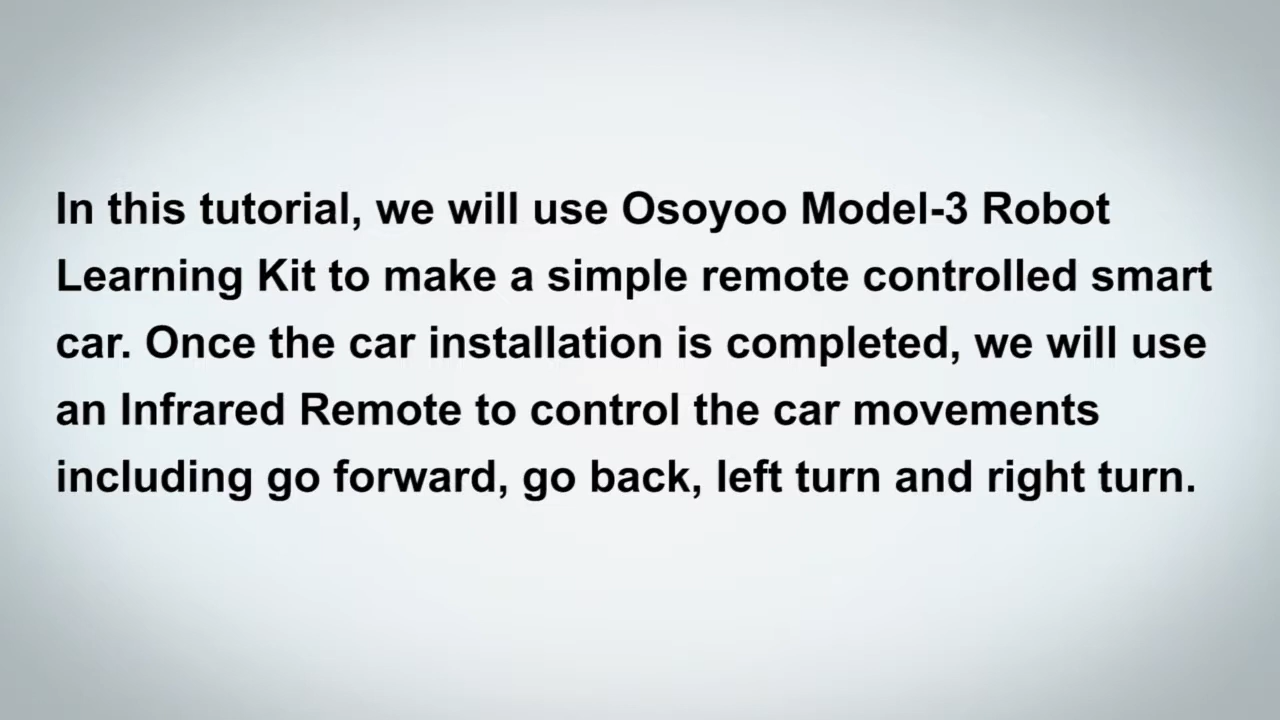 In this tutorial, we will use Osoyoo Model-3 Robot
Learning Kit to make a simple remote controlled smart
car. Once the car installation is completed, we will use
an Infrared Remote to control the car movements
including go forward, go back, left turn and right turn.